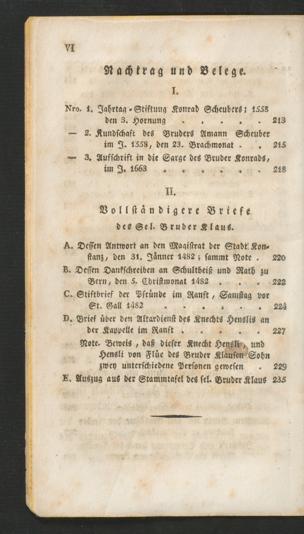 VI
Nachtrag und Belege.
I.
Nro. 1. Jahrtag-Stiftung Konrad Scheubers; 1558
den 3. Hornung . . . . . 213
— 2. Kundschaft des Bruders Amann Scheuber
im J. 1558, den 23. Brachmonat . . 215
— 3. Aufschrift in die Sarge des Bruder Konrads,
im J. 1663 . . . . . 218
II.
Vollständigere Briefe
des Sel. Bruder Klaus.
A. Dessen Antwort an den Magistrat der Stadt Kon-
stanz, den 31. Jänner 1482; sammt Note . 220
B. Dessen Dankschreiben an Schultheis und Rath zu
Bern, den 5. Christmonat 1482 . . . 222
C. Stiftbrief der Pfründe im Ranft, Samstag vor
St. Gall 1482 . . . . 224
D. Brief über den Altardienst des Knechts Henslis an
der Kappelle im Ranft . . . . 227
Note. Beweis, daß dieser Knecht Hensli, und
Hensli von Flüe des Bruder Klausen Sohn
zwey unterschiedene Personen gewesen . 229
E. Auszug aus der Stammtafel des sel. Bruder Klaus 235